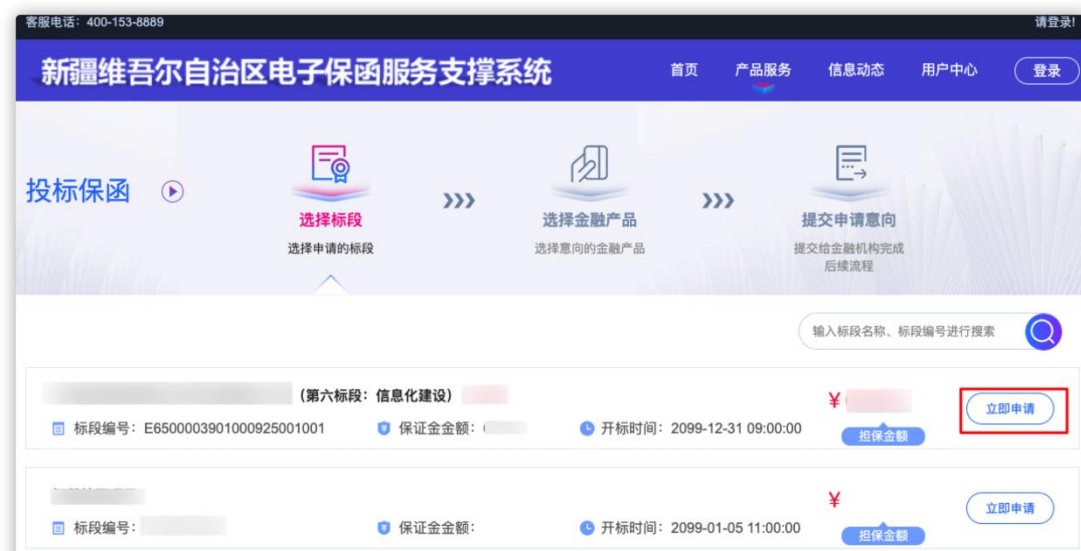 客服电话：400-153-8889 请登录!
新疆维吾尔自治区电子保函服务支撑系统 首页 产品服务 信息动态 用户中心 登录
投标保函
选择标段 选择金融产品 提交申请意向
选择申请的标段 选择意向的金融产品 提交给金融机构完成
后续流程
输入标段名称、标段编号进行搜索
（第六标段：信息化建设）
¥ 立即申请
标段编号：E6500003901000925001001 保证金金额： 开标时间：2099-12-31 09:00:00
担保金额
¥ 立即申请
标段编号： 保证金金额： 开标时间：2099-01-05 11:00:00
担保金额